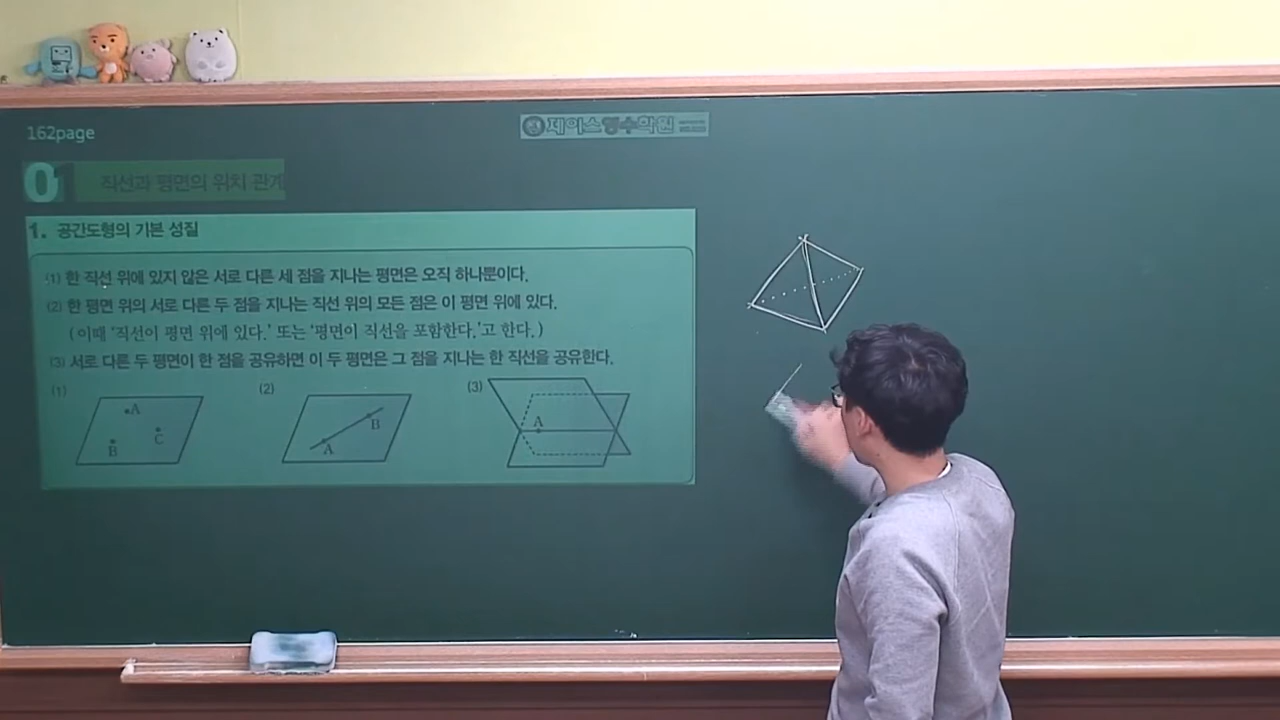 162page
제이스영수학원
01 직선과 평면의 위치 관계
1. 공간도형의 기본 성질
(1) 한 직선 위에 있지 않은 서로 다른 세 점을 지나는 평면은 오직 하나뿐이다.
(2) 한 평면 위의 서로 다른 두 점을 지나는 직선 위의 모든 점은 이 평면 위에 있다.
(이때 '직선이 평면 위에 있다.' 또는 '평면이 직선을 포함한다.'고 한다.)
(3) 서로 다른 두 평면이 한 점을 공유하면 이 두 평면은 그 점을 지나는 한 직선을 공유한다.
(1)
A
B
C
(2)
A
B
(3)
A